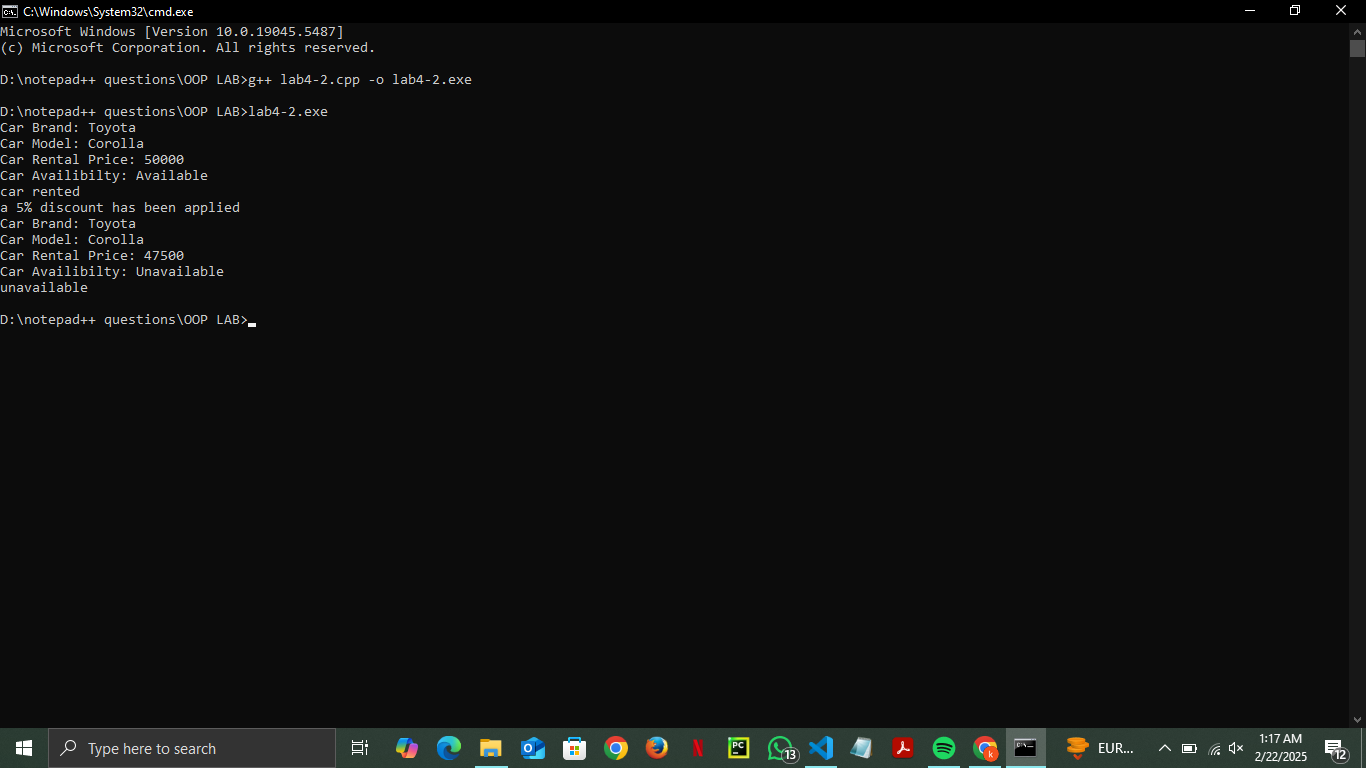 C:\Windows\System32\cmd.exe
Microsoft Windows [Version 10.0.19045.5487]
(c) Microsoft Corporation. All rights reserved.
D:\notepad++ questions\OOP LAB>g++ lab4-2.cpp -o lab4-2.exe
D:\notepad++ questions\OOP LAB>lab4-2.exe
Car Brand: Toyota
Car Model: Corolla
Car Rental Price: 50000
Car Availibilty: Available
car rented
a 5% discount has been applied
Car Brand: Toyota
Car Model: Corolla
Car Rental Price: 47500
Car Availibilty: Unavailable
unavailable
D:\notepad++ questions\OOP LAB>
Type here to search
PC
13
k
EUR...
1:17 AM
2/22/2025
12